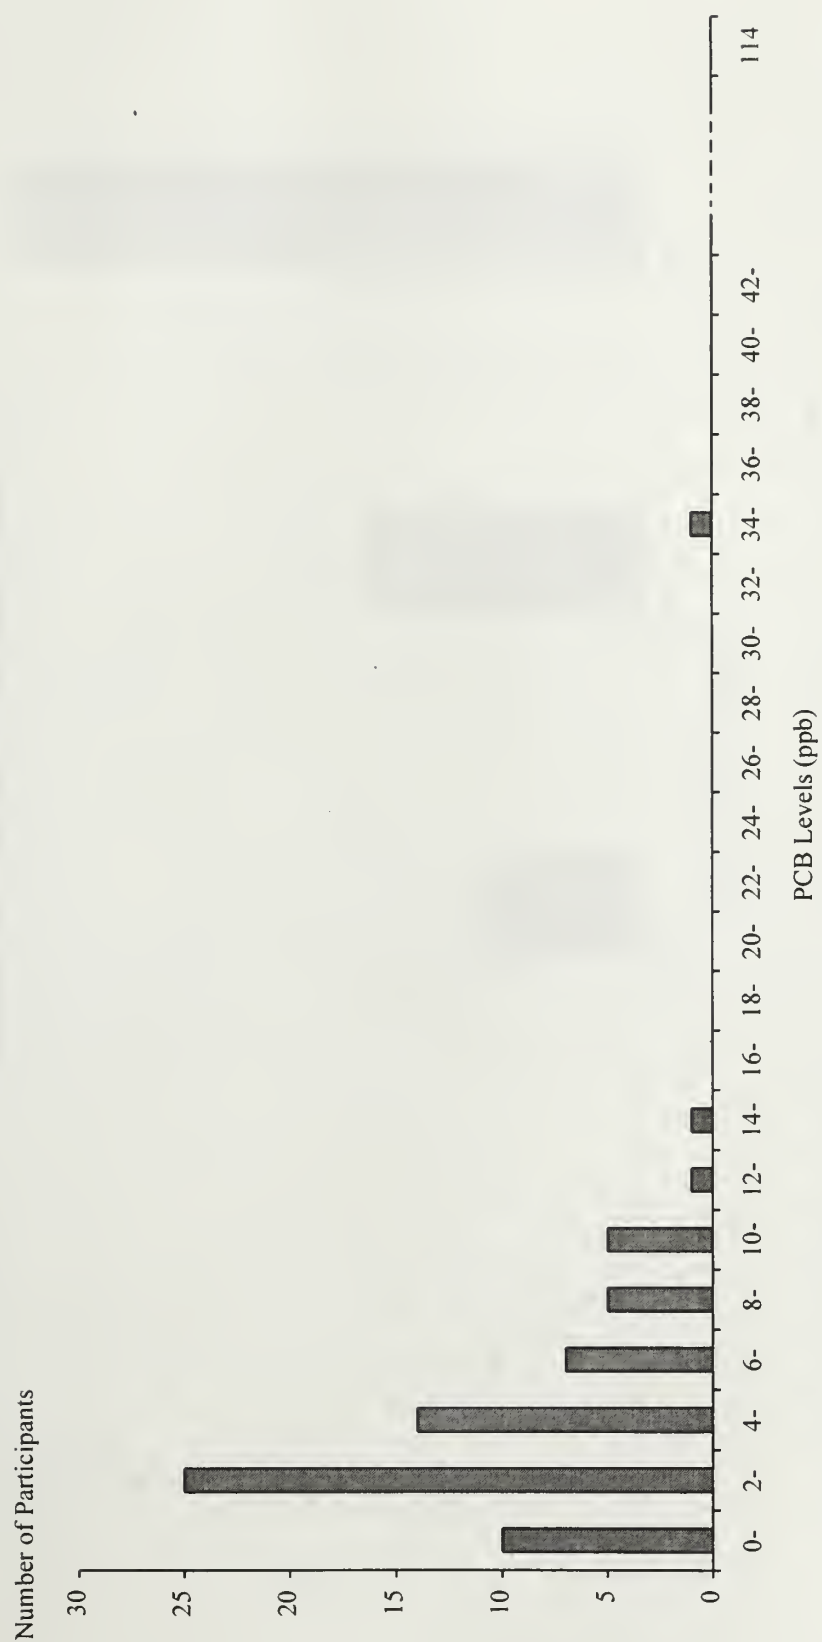 Number of Participants
30
25
20
15
10
5
0
0- 2- 4- 6- 8- 10- 12- 14- 16- 18- 20- 22- 24- 26- 28- 30- 32- 34- 36- 38- 40- 42- 114
PCB Levels (ppb)